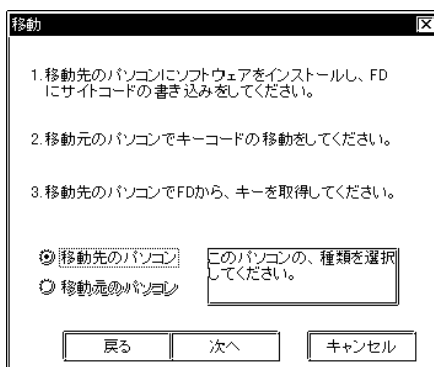 移動
1.移動先のパソコンにソフトウェアをインストールし、FD
にサイトコードの書き込みをしてください。
2.移動元のパソコンでキーコードの移動をしてください。
3.移動先のパソコンでFDから、キーを取得してください。
移動先のパソコン
移動元のパソコン
このパソコンの、種類を選択
してください。
戻る
次へ
キャンセル